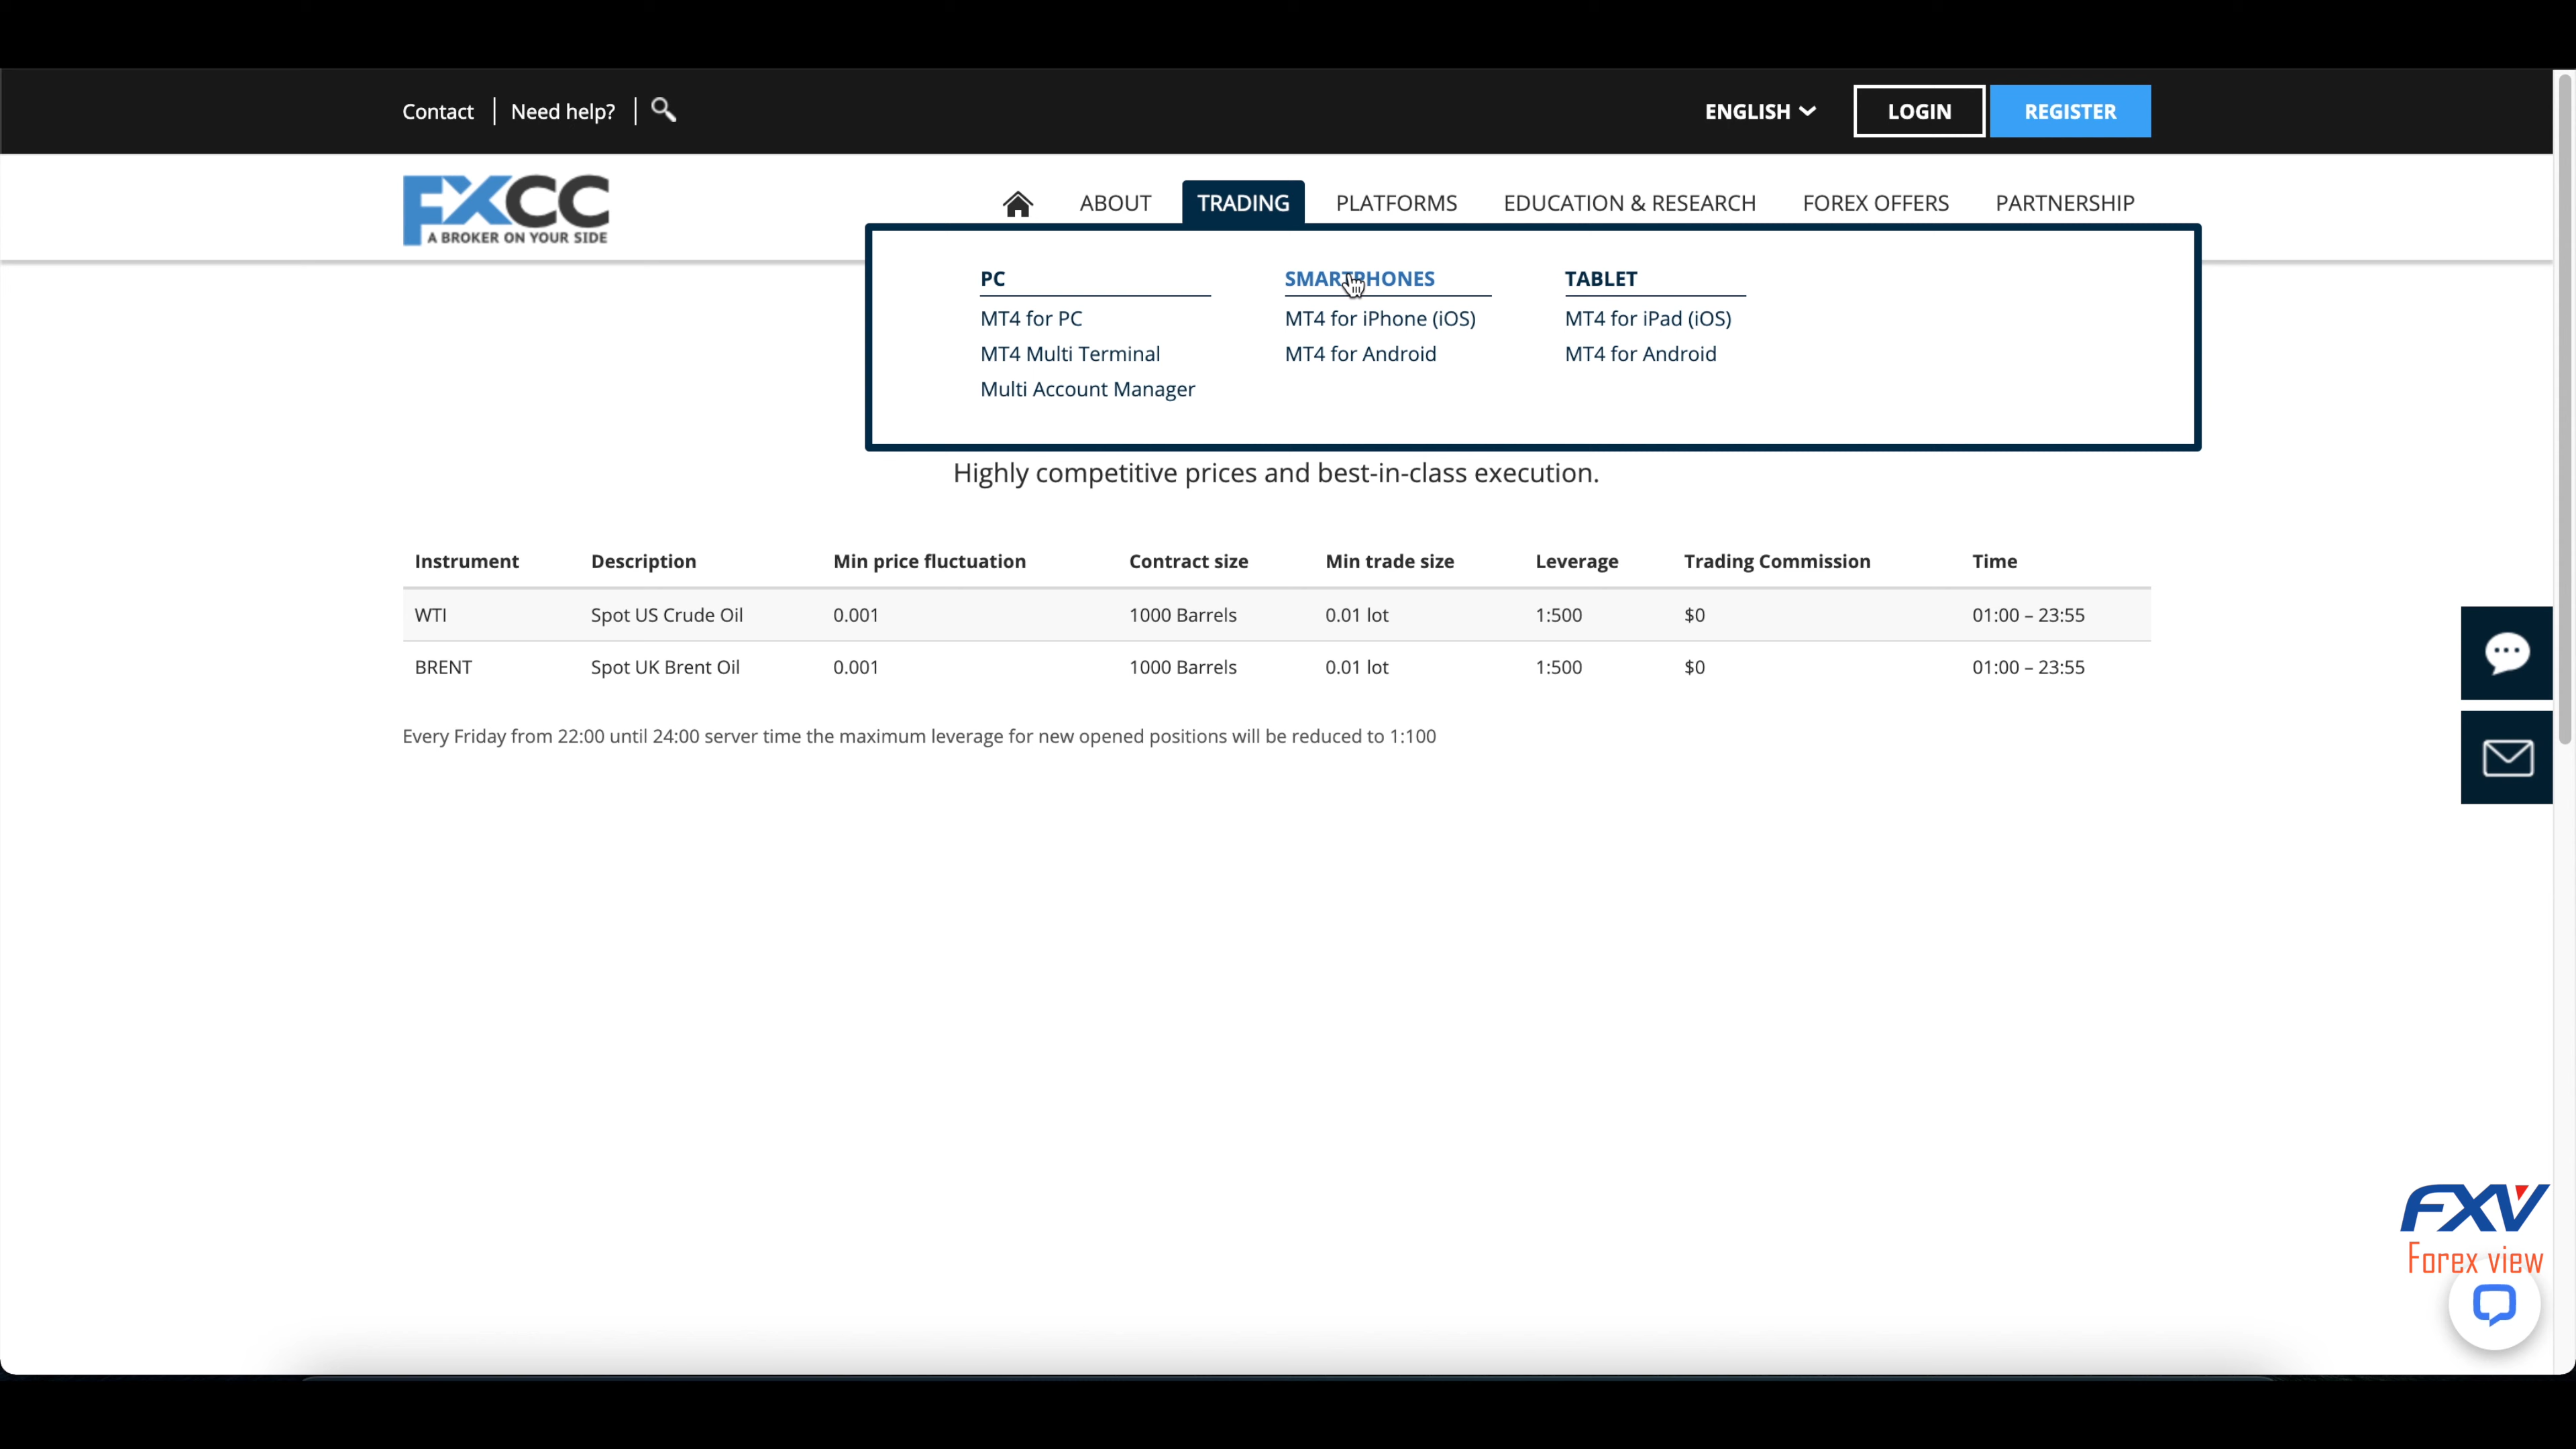 Contact
Need help?
ENGLISH
LOGIN
REGISTER
FXCC
A BROKER ON YOUR SIDE
ABOUT
TRADING
PLATFORMS
EDUCATION & RESEARCH
FOREX OFFERS
PARTNERSHIP
PC
MT4 for PC
MT4 Multi Terminal
Multi Account Manager
SMARTPHONES
MT4 for iPhone (iOS)
MT4 for Android
TABLET
MT4 for iPad (iOS)
MT4 for Android
Highly competitive prices and best-in-class execution.
Instrument Description Min price fluctuation Contract size Min trade size Leverage Trading Commission Time
WTI Spot US Crude Oil 0.001 1000 Barrels 0.01 lot 1:500 $0 01:00 – 23:55
BRENT Spot UK Brent Oil 0.001 1000 Barrels 0.01 lot 1:500 $0 01:00 – 23:55
Every Friday from 22:00 until 24:00 server time the maximum leverage for new opened positions will be reduced to 1:100
FXV
Forex view